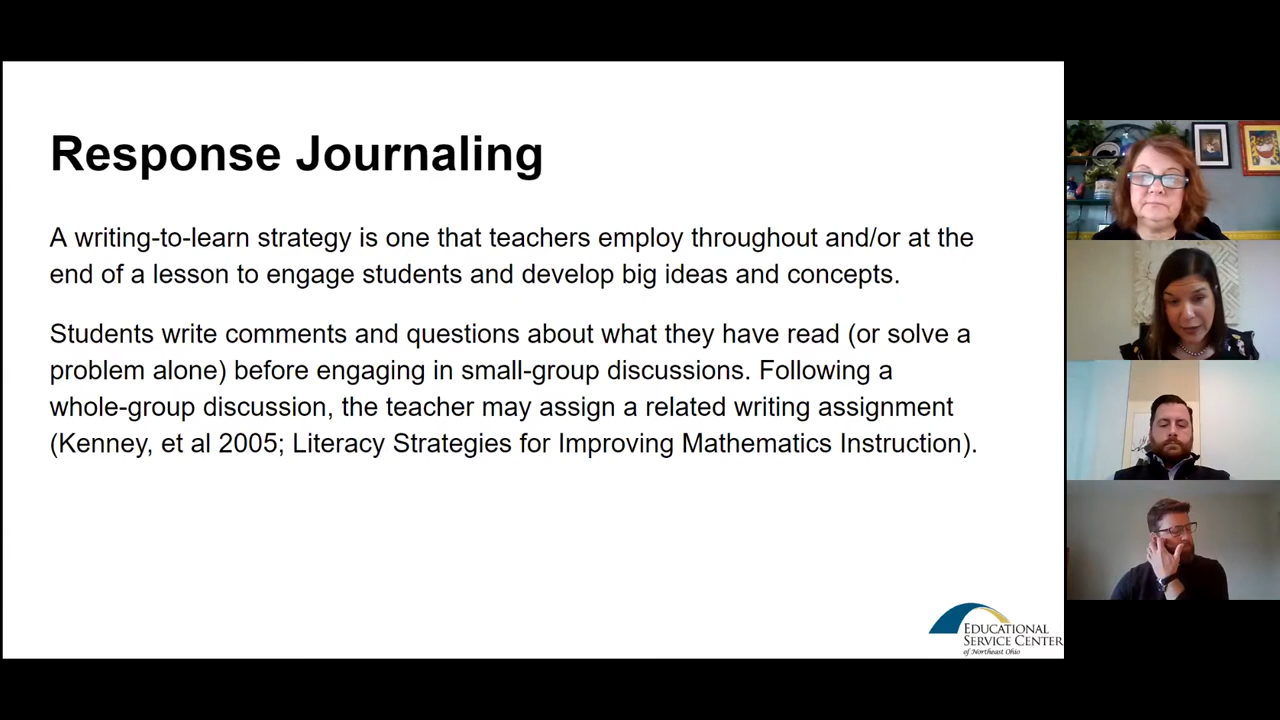 Response Journaling
A writing-to-learn strategy is one that teachers employ throughout and/or at the
end of a lesson to engage students and develop big ideas and concepts.
Students write comments and questions about what they have read (or solve a
problem alone) before engaging in small-group discussions. Following a
whole-group discussion, the teacher may assign a related writing assignment
(Kenney, et al 2005; Literacy Strategies for Improving Mathematics Instruction).
EDUCATIONAL
SERVICE CENTER
of Northeast Ohio